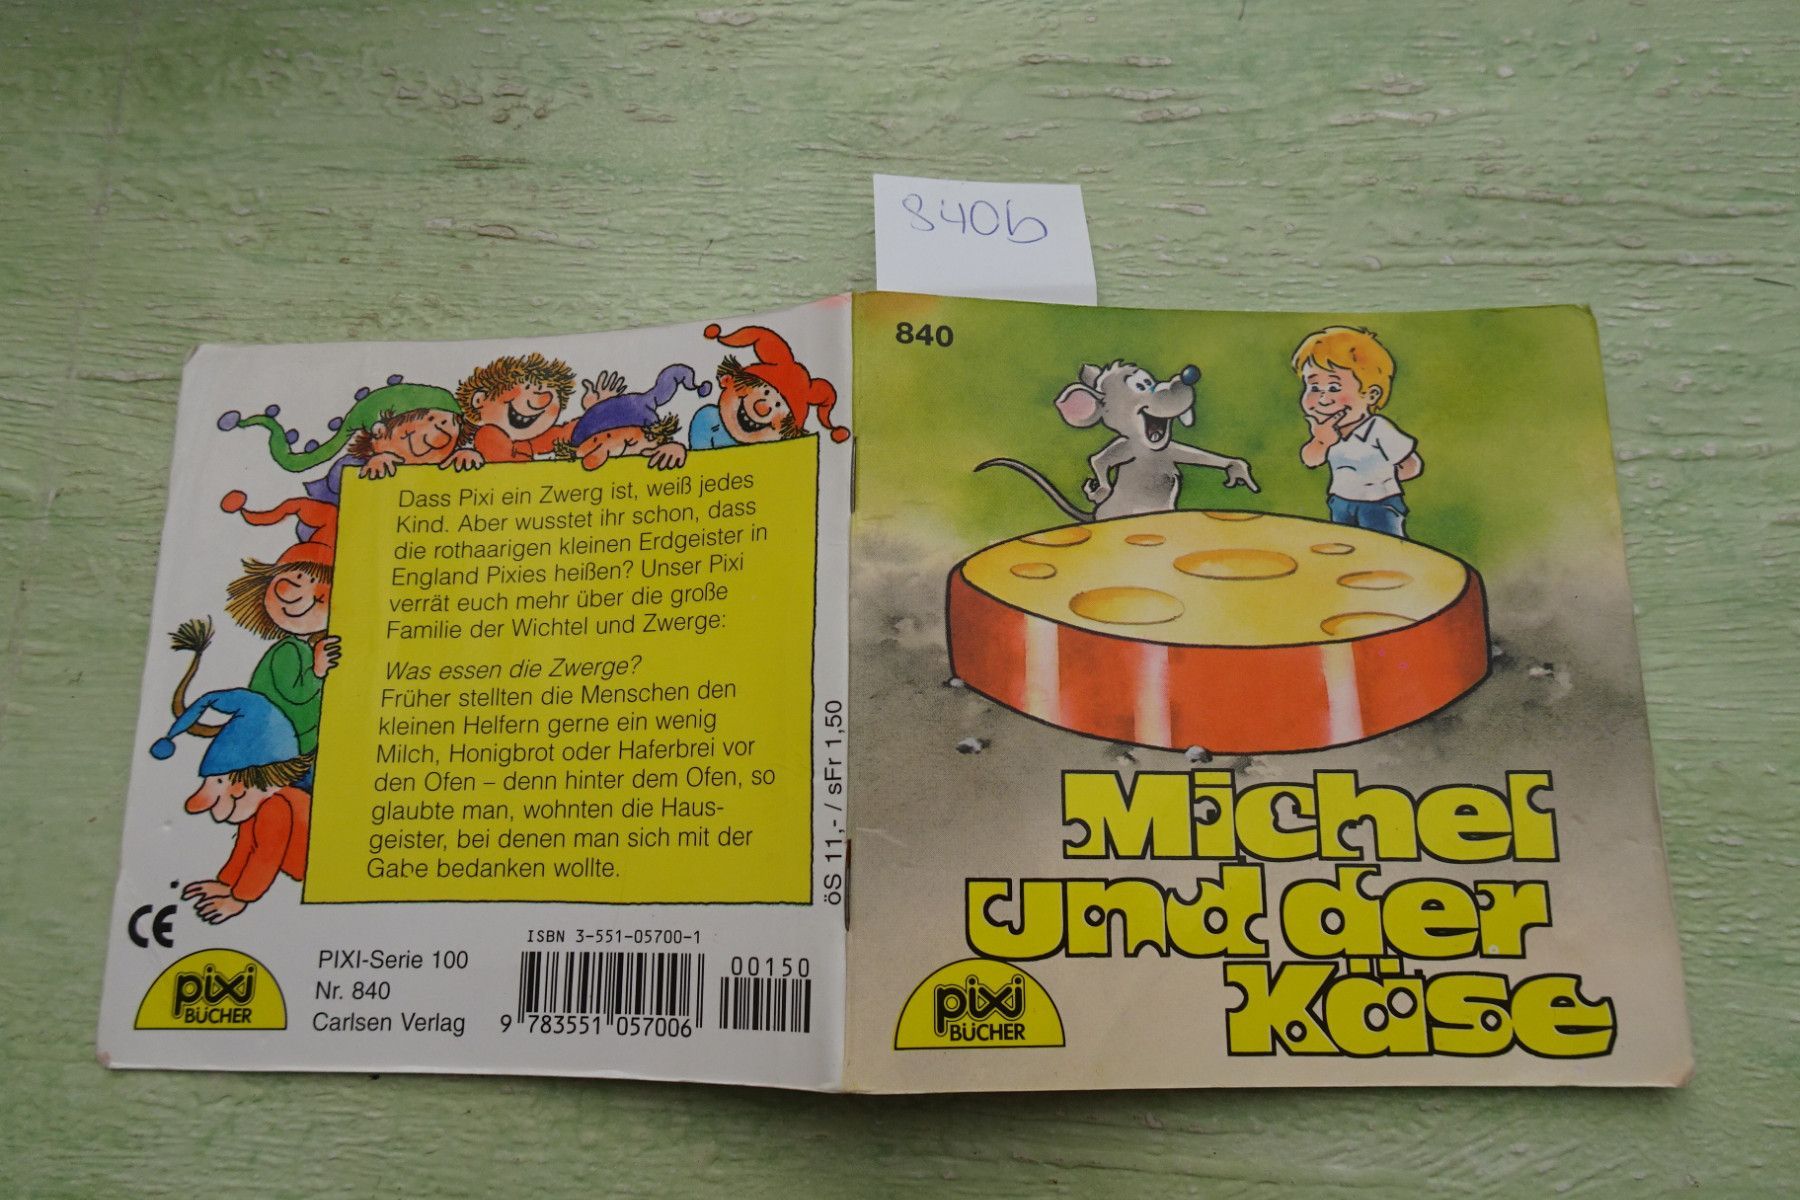 840b
Dass Pixi ein Zwerg ist, weiß jedes
Kind. Aber wusstet ihr schon, dass
die rothaarigen kleinen Erdgeister in
England Pixies heißen? Unser Pixi
verrät euch mehr über die große
Familie der Wichtel und Zwerge:
Was essen die Zwerge?
Früher stellten die Menschen den
kleinen Helfern gerne ein wenig
Milch, Honigbrot oder Haferbrei vor
den Ofen – denn hinter dem Ofen, so
glaubte man, wohnten die Haus-
geister, bei denen man sich mit der
Gabe bedanken wollte.
öS 11,- / sFr 1,50
CE
pixi
BÜCHER
PIXI-Serie 100
Nr. 840
Carlsen Verlag
ISBN 3-551-05700-1
00150
9 783551 057006
840
Michel
und der
Käse
pixi
BÜCHER